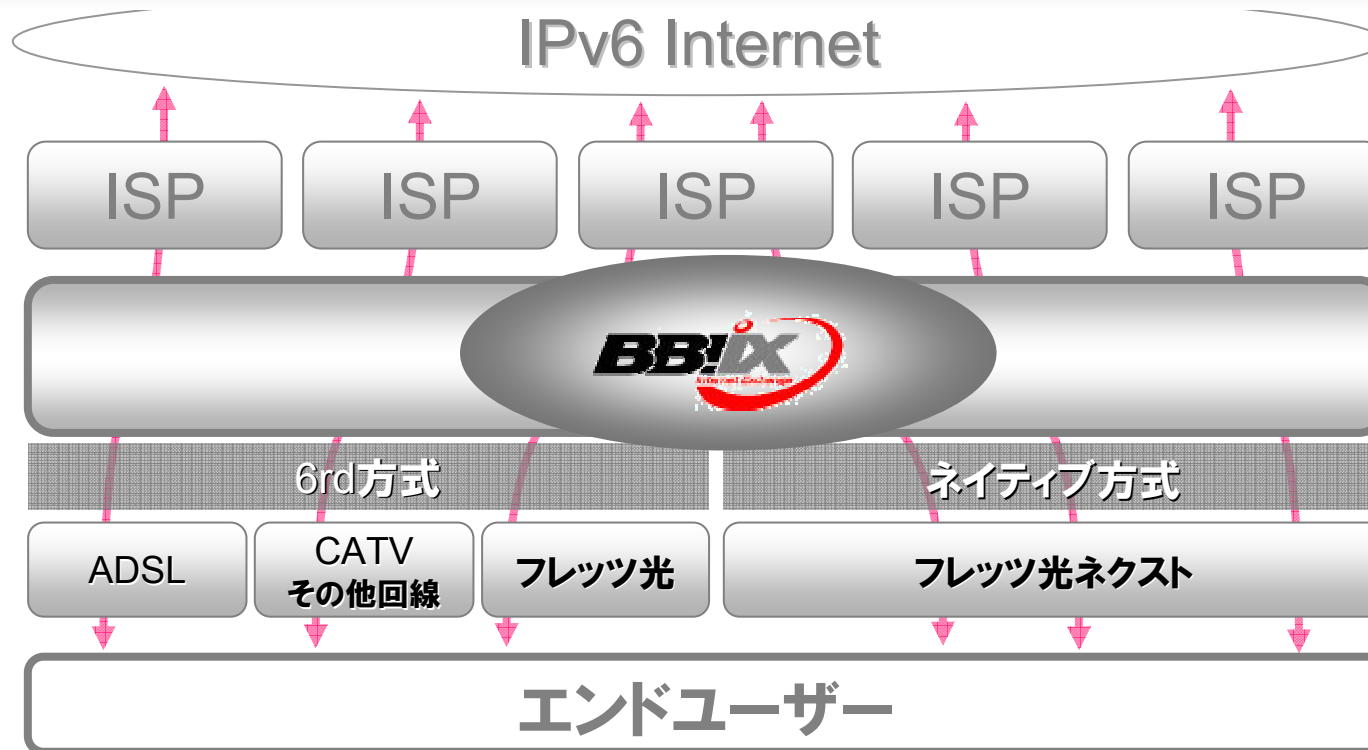 IPv6 Internet
ISP
ISP
ISP
ISP
ISP
BB!iX
Internet Exchange
6rd方式
ネイティブ方式
ADSL
CATV
その他回線
フレッツ光
フレッツ光ネクスト
エンドユーザー